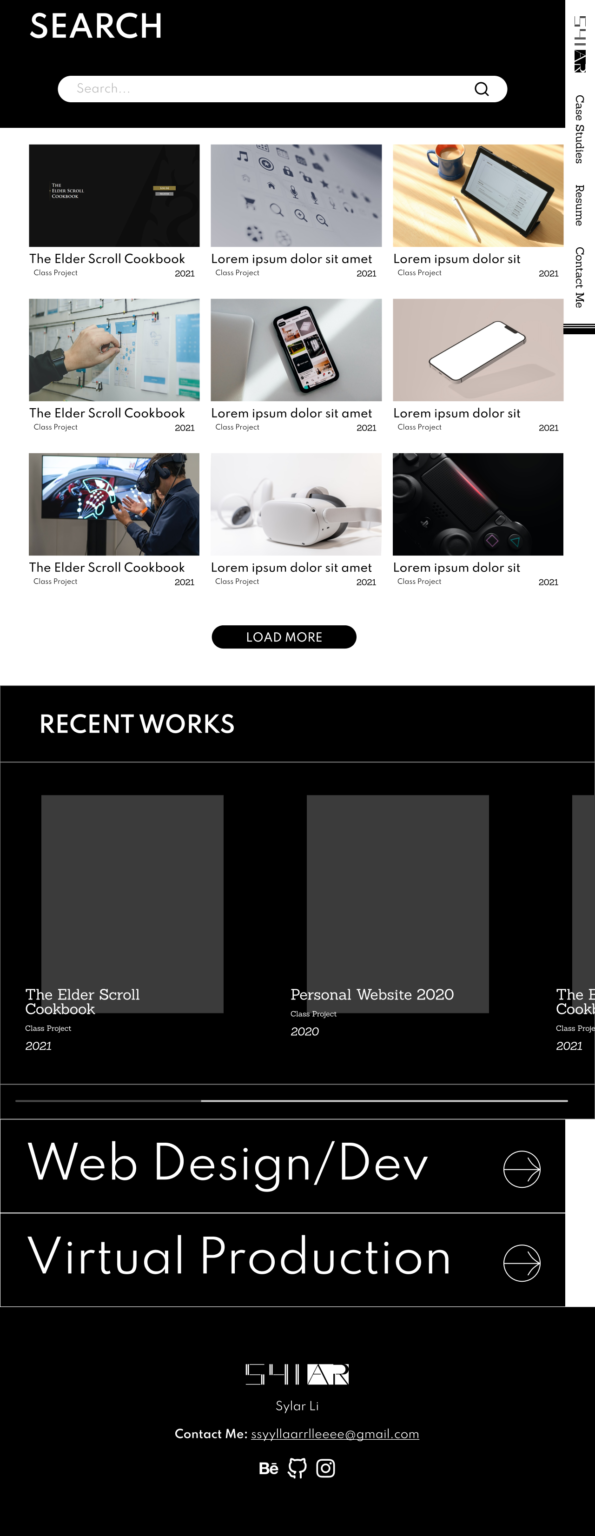 SEARCH
Search...
S41AR
Case Studies
Resume
Contact Me
THE
ELDER SCROLL
COOKBOOK
The Elder Scroll Cookbook
Class Project
2021
Lorem ipsum dolor sit amet
Class Project
2021
Lorem ipsum dolor sit
Class Project
2021
The Elder Scroll Cookbook
Class Project
2021
Lorem ipsum dolor sit amet
Class Project
2021
Lorem ipsum dolor sit
Class Project
2021
The Elder Scroll Cookbook
Class Project
2021
Lorem ipsum dolor sit amet
Class Project
2021
Lorem ipsum dolor sit
Class Project
2021
LOAD MORE
RECENT WORKS
The Elder Scroll
Cookbook
Class Project
2021
Personal Website 2020
Class Project
2020
The E
Cookb
Class Proje
2021
Web Design/Dev
Virtual Production
S41AR
Sylar Li
Contact Me: ssyyllaarrlleeee@gmail.com
Bē